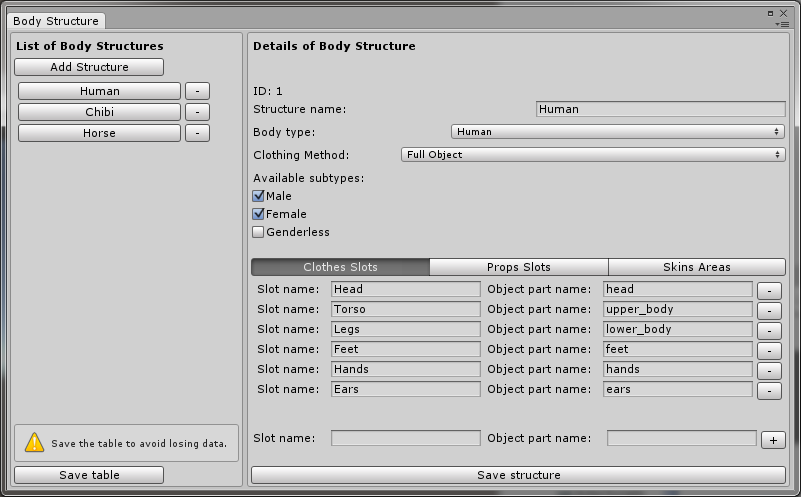 Body Structure
List of Body Structures
Add Structure
Human -
Chibi -
Horse -
Save the table to avoid losing data.
Save table
Details of Body Structure
ID: 1
Structure name: Human
Body type: Human
Clothing Method: Full Object
Available subtypes:
Male
Female
Genderless
Clothes Slots Props Slots Skins Areas
Slot name: Head Object part name: head -
Slot name: Torso Object part name: upper_body -
Slot name: Legs Object part name: lower_body -
Slot name: Feet Object part name: feet -
Slot name: Hands Object part name: hands -
Slot name: Ears Object part name: ears -
Slot name: Object part name: +
Save structure